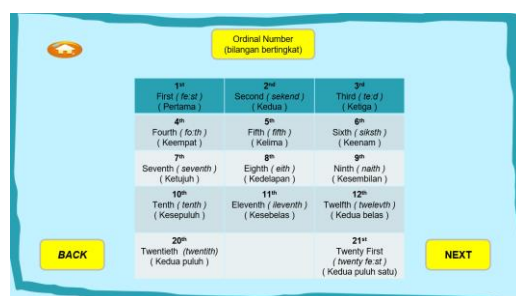 Ordinal Number
(bilangan bertingkat)
1st 2nd 3rd
First ( fe:st ) Second ( sekend ) Third ( te:d )
( Pertama ) ( Kedua ) ( Ketiga )
4th 5th 6th
Fourth ( fo:th ) Fifth ( fifth ) Sixth ( siksth )
( Keempat ) ( Kelima ) ( Keenam )
7th 8th 9th
Seventh ( seventh ) Eighth ( eith ) Ninth ( naith )
( Ketujuh ) ( Kedelapan ) ( Kesembilan )
10th 11th 12th
Tenth ( tenth ) Eleventh ( ileventh ) Twelfth ( twelevth )
( Kesepuluh ) ( Kesebelas ) ( Kedua belas )
20th 21st
Twentieth (twentith) Twenty First
( Kedua puluh ) ( twenty fe:st )
( Kedua puluh satu)
BACK NEXT